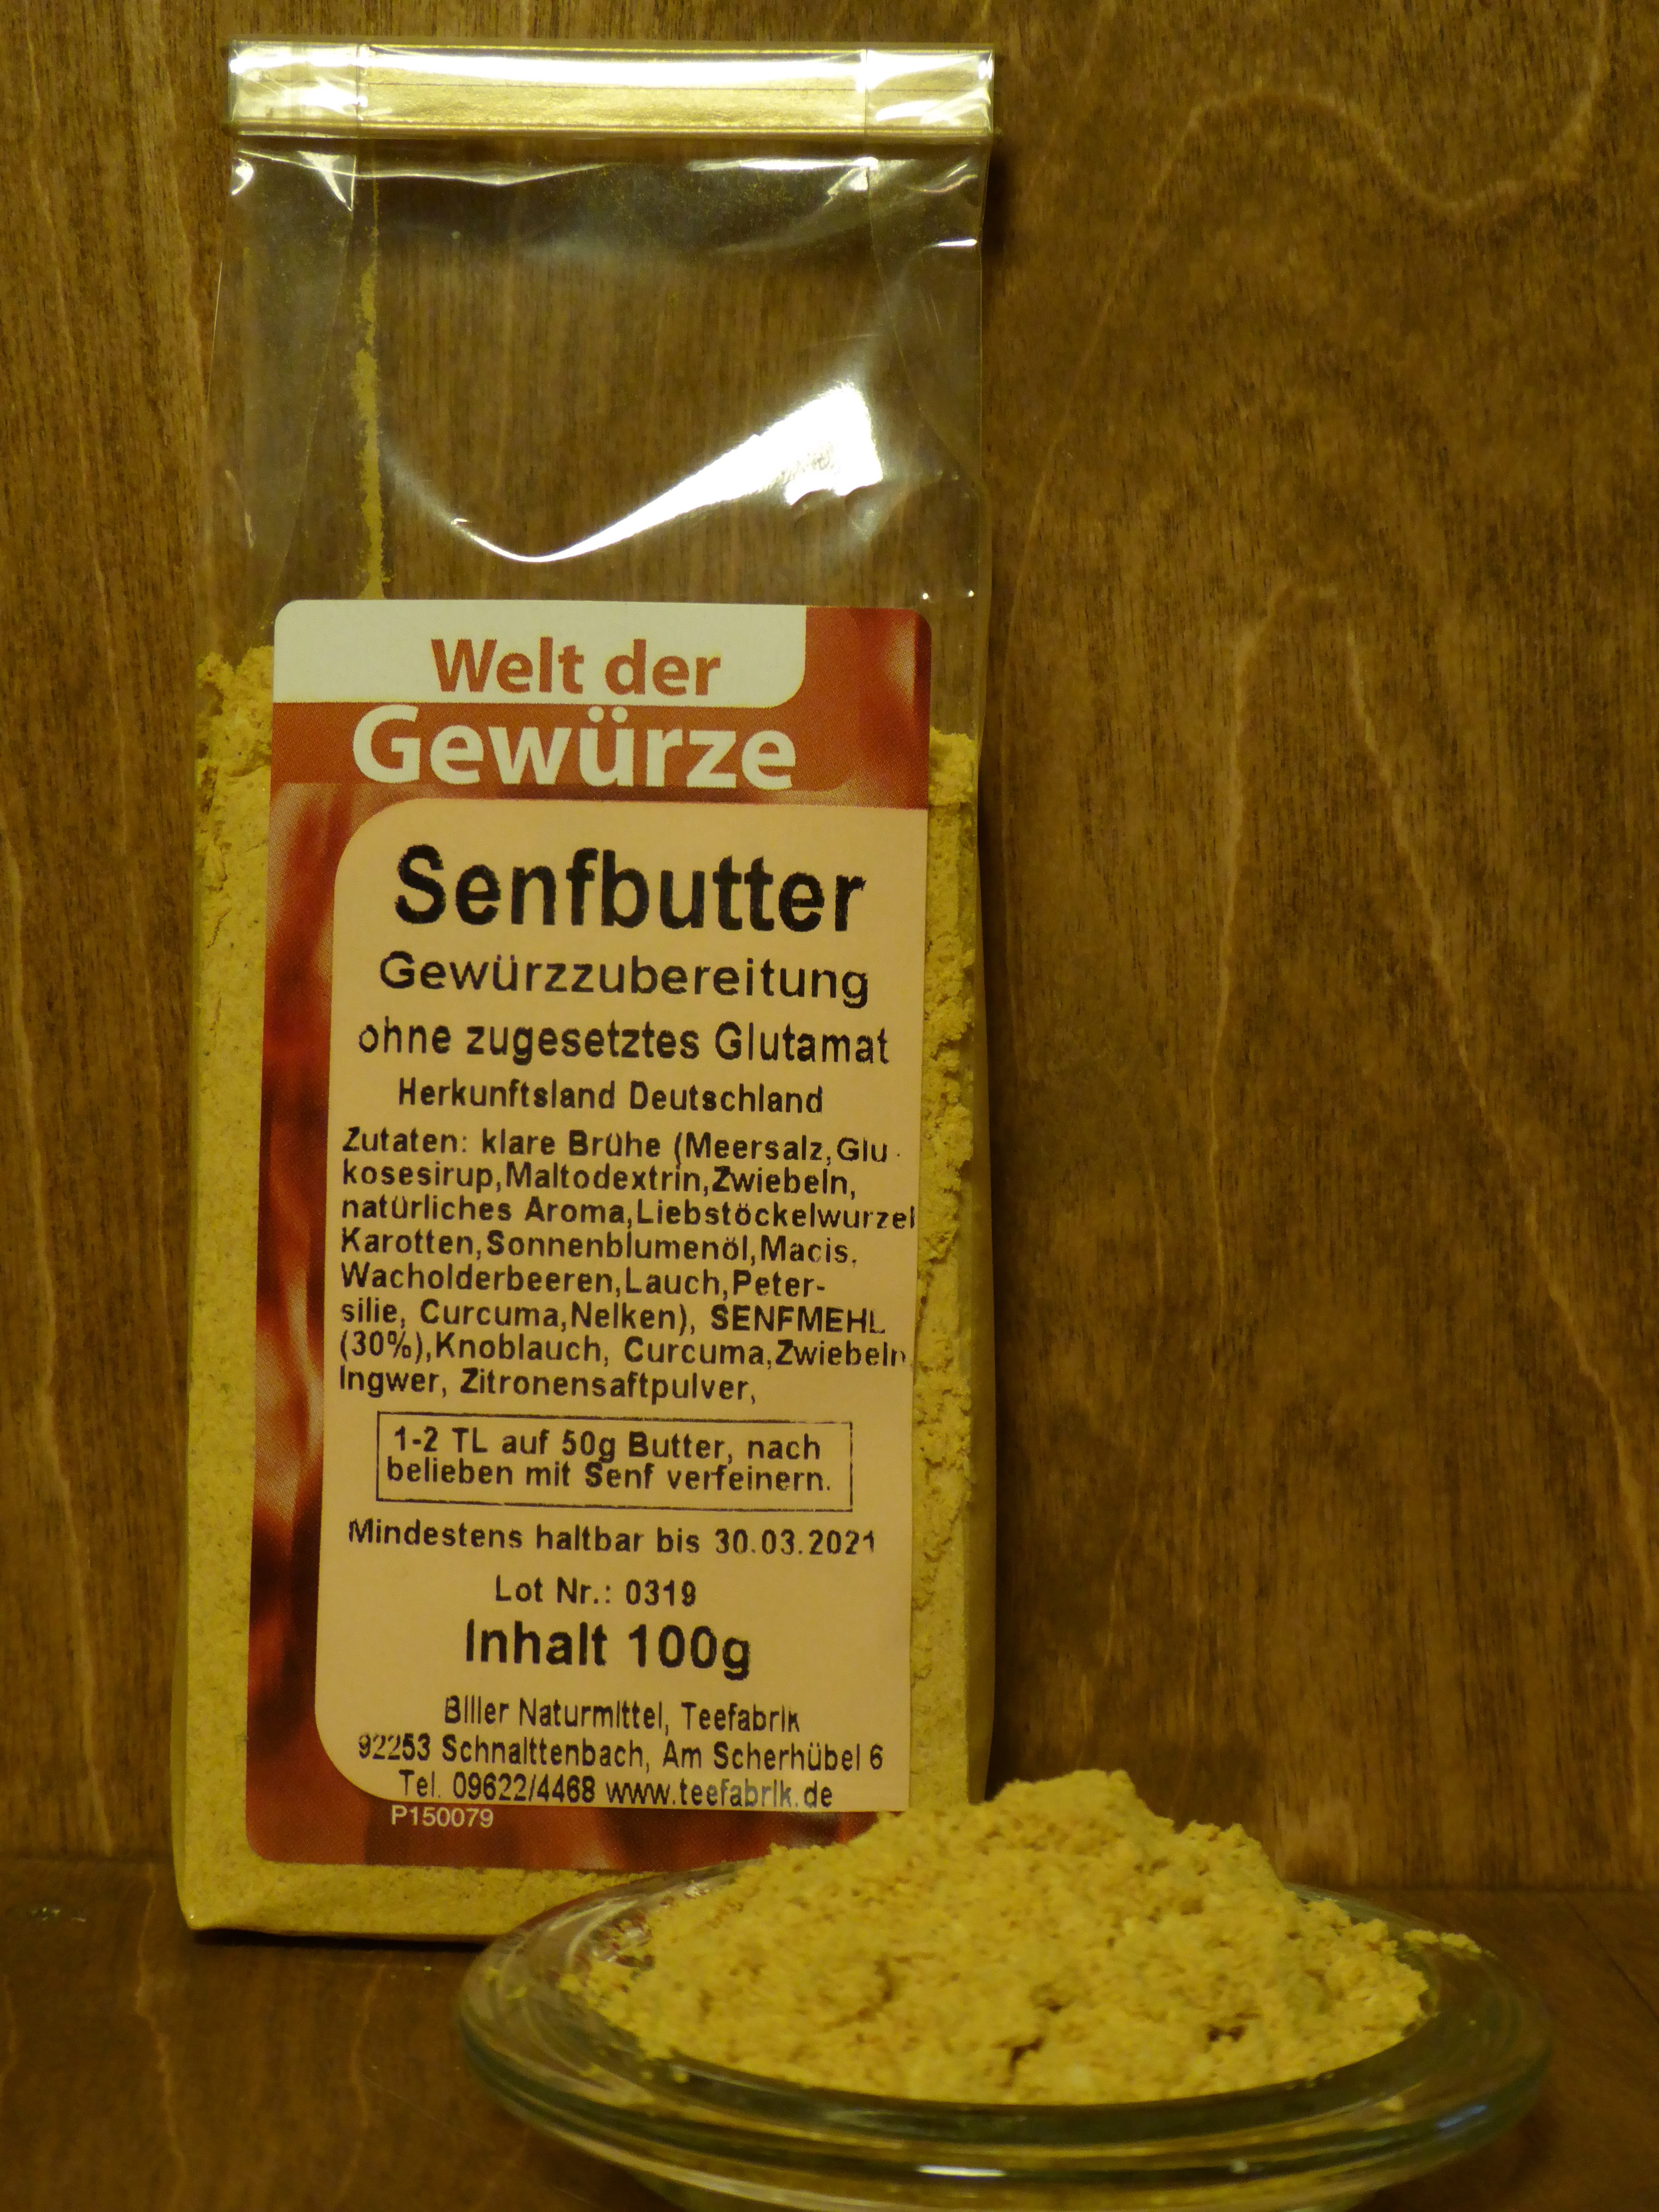 Welt der
Gewürze
Senfbutter
Gewürzzubereitung
ohne zugesetztes Glutamat
Herkunftsland Deutschland
Zutaten: klare Brühe (Meersalz,Glu-
kosesirup,Maltodextrin,Zwiebeln,
natürliches Aroma,Liebstöckelwurzel
Karotten,Sonnenblumenöl,Macis,
Wacholderbeeren,Lauch,Peter-
silie, Curcuma,Nelken), SENFMEHL
(30%),Knoblauch, Curcuma,Zwiebeln,
Ingwer, Zitronensaftpulver,
1-2 TL auf 50g Butter, nach
belieben mit Senf verfeinern.
Mindestens haltbar bis 30.03.2021
Lot Nr.: 0319
Inhalt 100g
Biller Naturmittel, Teefabrik
92253 Schnaittenbach, Am Scherhübel 6
Tel. 09622/4468 www.teefabrik.de
P150079